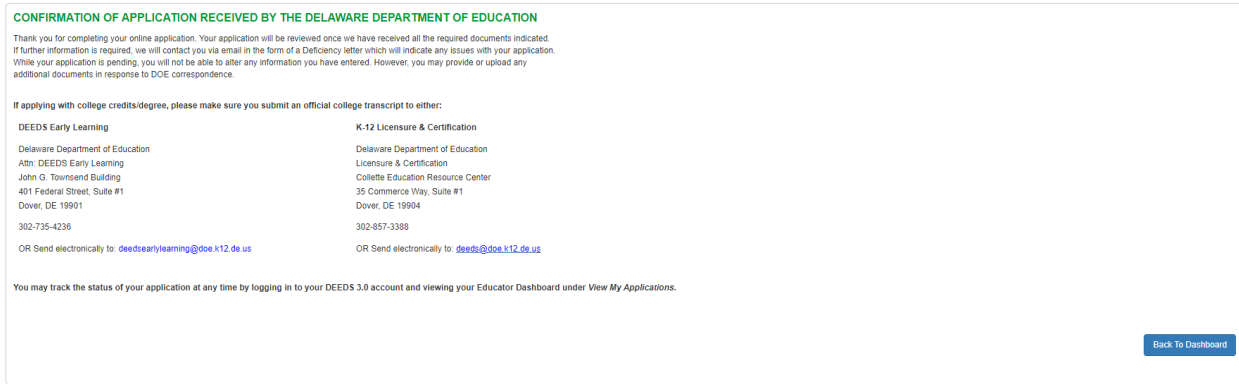 CONFIRMATION OF APPLICATION RECEIVED BY THE DELAWARE DEPARTMENT OF EDUCATION
Thank you for completing your online application. Your application will be reviewed once we have received all the required documents indicated.
If further information is required, we will contact you via email in the form of a Deficiency letter which will indicate any issues with your application.
While your application is pending, you will not be able to alter any information you have entered. However, you may provide or upload any
additional documents in response to DOE correspondence.
If applying with college credits/degree, please make sure you submit an official college transcript to either:
DEEDS Early Learning
Delaware Department of Education
Attn: DEEDS Early Learning
John G. Townsend Building
401 Federal Street, Suite #1
Dover, DE 19901
302-735-4236
OR Send electronically to: deedsearlylearning@doe.k12.de.us
K-12 Licensure & Certification
Delaware Department of Education
Licensure & Certification
Collette Education Resource Center
35 Commerce Way, Suite #1
Dover, DE 19904
302-857-3388
OR Send electronically to: deeds@doe.k12.de.us
You may track the status of your application at any time by logging in to your DEEDS 3.0 account and viewing your Educator Dashboard under View My Applications.
Back To Dashboard